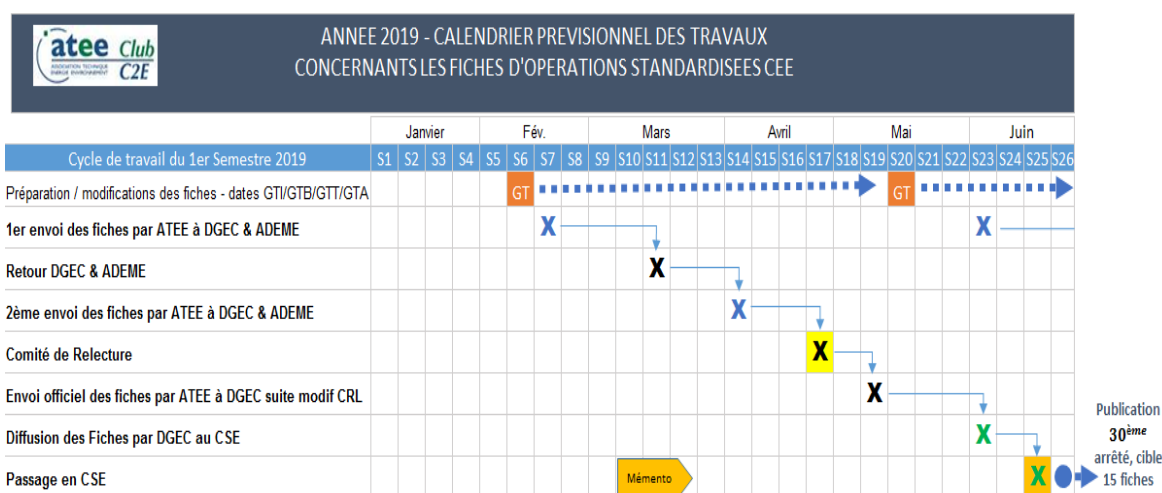 atee Club
ASSOCIATION TECHNIQUE
ENERGIE ENVIRONNEMENT
C2E
ANNEE 2019 - CALENDRIER PREVISIONNEL DES TRAVAUX
CONCERNANTS LES FICHES D'OPERATIONS STANDARDISEES CEE
Janvier Fév. Mars Avril Mai Juin
Cycle de travail du 1er Semestre 2019 S1 S2 S3 S4 S5 S6 S7 S8 S9 S10 S11 S12 S13 S14 S15 S16 S17 S18 S19 S20 S21 S22 S23 S24 S25 S26
Préparation / modifications des fiches - dates GTI/GTB/GTT/GTA GT GT
1er envoi des fiches par ATEE à DGEC & ADEME X X
Retour DGEC & ADEME X
2ème envoi des fiches par ATEE à DGEC & ADEME X
Comité de Relecture X
Envoi officiel des fiches par ATEE à DGEC suite modif CRL X
Diffusion des Fiches par DGEC au CSE X
Passage en CSE Mémento X
Publication
30ème
arrêté, cible
15 fiches